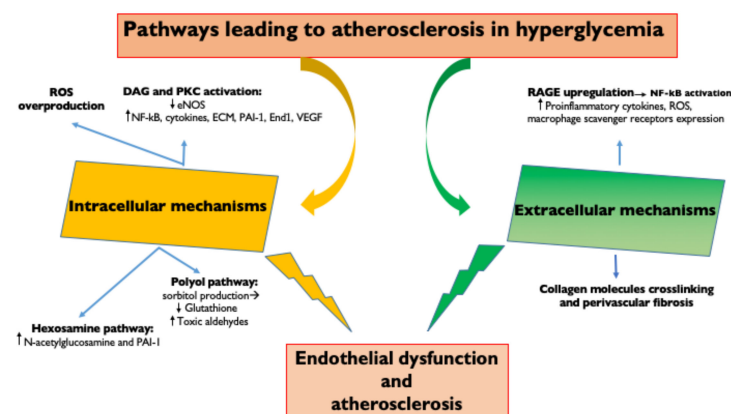 Pathways leading to atherosclerosis in hyperglycemia
ROS
overproduction
DAG and PKC activation:
↓eNOS
↑NF-kB, cytokines, ECM, PAI-1, End1, VEGF
RAGE upregulation→ NF-kB activation
↑Proinflammatory cytokines, ROS,
macrophage scavenger receptors expression
Intracellular mechanisms
Extracellular mechanisms
Polyol pathway:
sorbitol production→
↓ Glutathione
↑Toxic aldehydes
Hexosamine pathway:
↑N-acetylglucosamine and PAI-1
Collagen molecules crosslinking
and perivascular fibrosis
Endothelial dysfunction
and
atherosclerosis